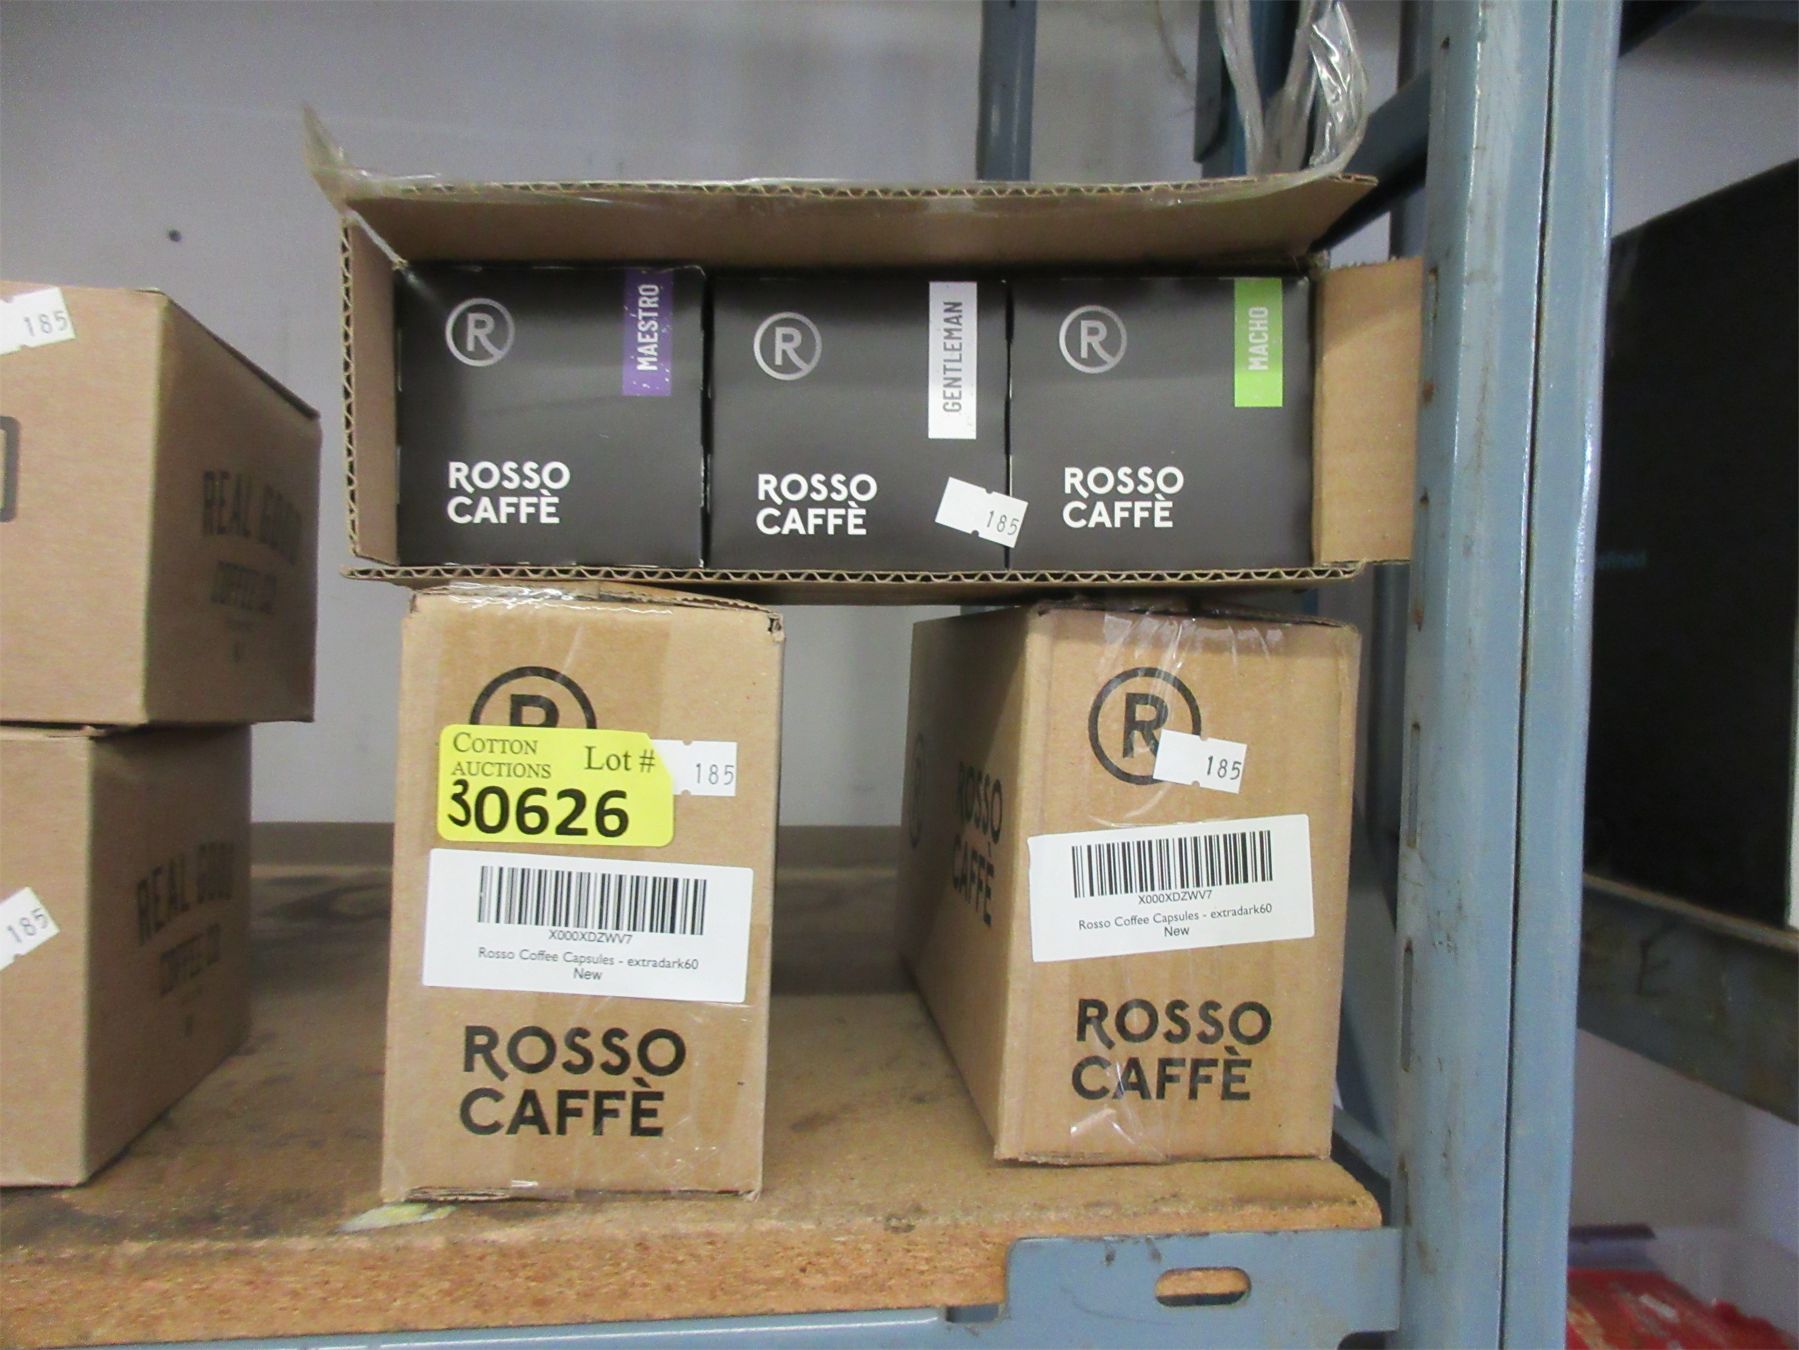 185
REAL GOOD
COFFEE CO
185
REAL GOOD
COFFEE CO
R
MAESTRO
ROSSO
CAFFÈ
R
GENTLEMAN
ROSSO
CAFFÈ
185
R
MACHO
ROSSO
CAFFÈ
R
COTTON
AUCTIONS
Lot #
30626
185
X000XDZWV7
Rosso Coffee Capsules - extradark60
New
ROSSO
CAFFÈ
ROSSO
CAFFÈ
R
185
X000XDZWV7
Rosso Coffee Capsules - extradark60
New
ROSSO
CAFFÈ